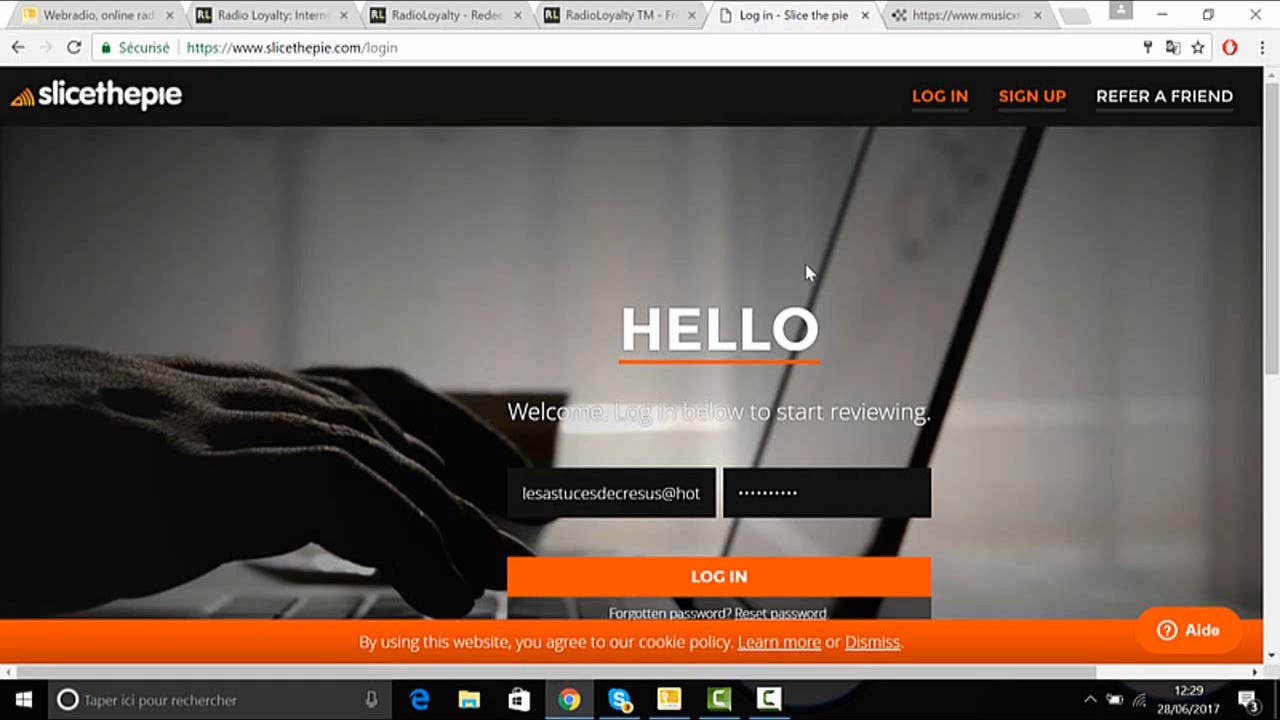 Webradio, online rad
Radio Loyalty: Intern
RadioLoyalty - Redee
RadioLoyalty TM - Fr
Log in - Slice the pie
https://www.musicxr
Sécurisé
https://www.slicethepie.com/login
slicethepie
LOG IN
SIGN UP
REFER A FRIEND
HELLO
Welcome. Log in below to start reviewing.
lesastucesdecresus@hot
••••••••••
LOG IN
Forgotten password? Reset password.
By using this website, you agree to our cookie policy. Learn more or Dismiss.
Aide
Taper ici pour rechercher
12:29
28/06/2017
3